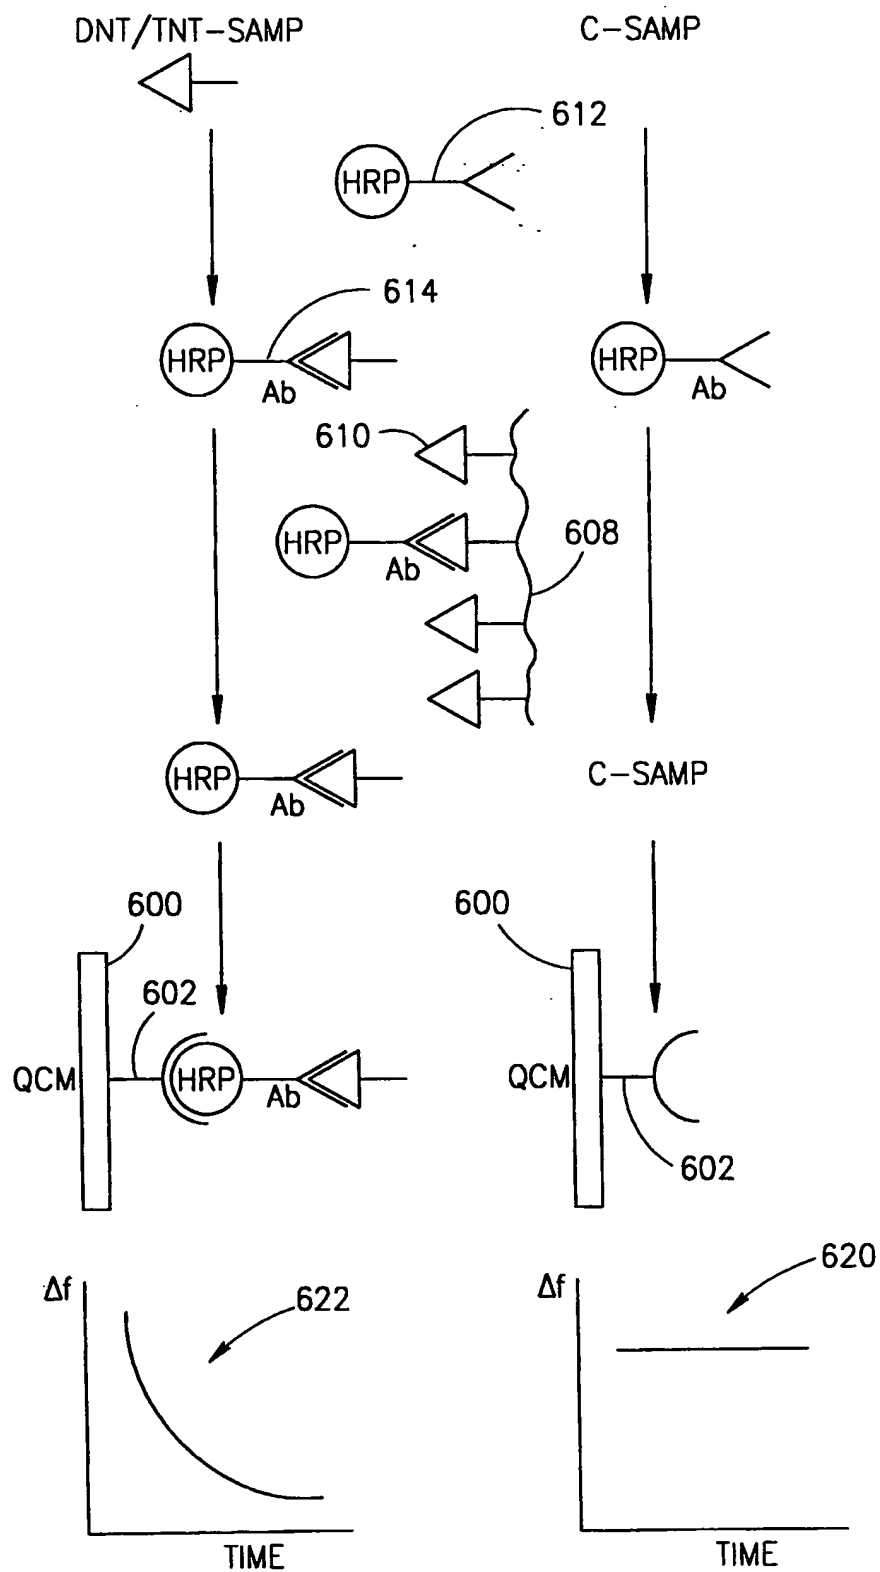 DNT/TNT-SAMP
C-SAMP
612
HRP
614
HRP
Ab
HRP
Ab
610
HRP
Ab
608
HRP
Ab
C-SAMP
600
600
602
QCM
HRP
Ab
QCM
602
Δf
622
TIME
Δf
620
TIME